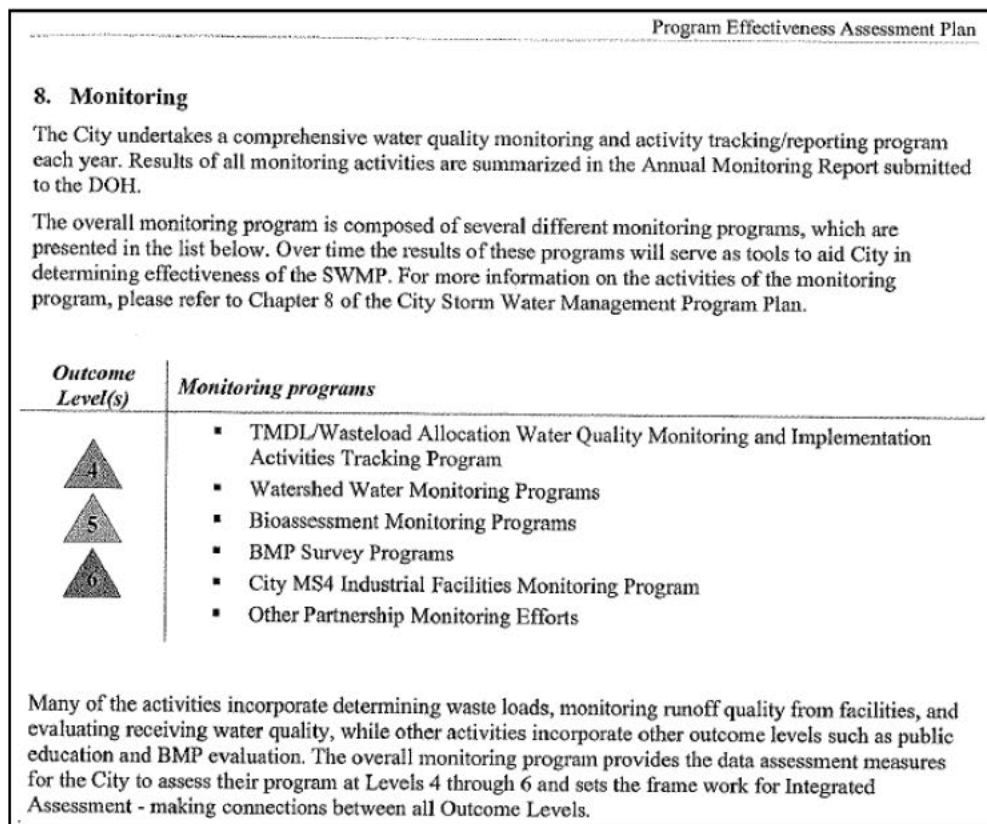 Program Effectiveness Assessment Plan
8. Monitoring
The City undertakes a comprehensive water quality monitoring and activity tracking/reporting program
each year. Results of all monitoring activities are summarized in the Annual Monitoring Report submitted
to the DOH.
The overall monitoring program is composed of several different monitoring programs, which are
presented in the list below. Over time the results of these programs will serve as tools to aid City in
determining effectiveness of the SWMP. For more information on the activities of the monitoring
program, please refer to Chapter 8 of the City Storm Water Management Program Plan.
Outcome
Level(s)
Monitoring programs
4
5
6
▪ TMDL/Wasteload Allocation Water Quality Monitoring and Implementation
Activities Tracking Program
▪ Watershed Water Monitoring Programs
▪ Bioassessment Monitoring Programs
▪ BMP Survey Programs
▪ City MS4 Industrial Facilities Monitoring Program
▪ Other Partnership Monitoring Efforts
Many of the activities incorporate determining waste loads, monitoring runoff quality from facilities, and
evaluating receiving water quality, while other activities incorporate other outcome levels such as public
education and BMP evaluation. The overall monitoring program provides the data assessment measures
for the City to assess their program at Levels 4 through 6 and sets the frame work for Integrated
Assessment - making connections between all Outcome Levels.